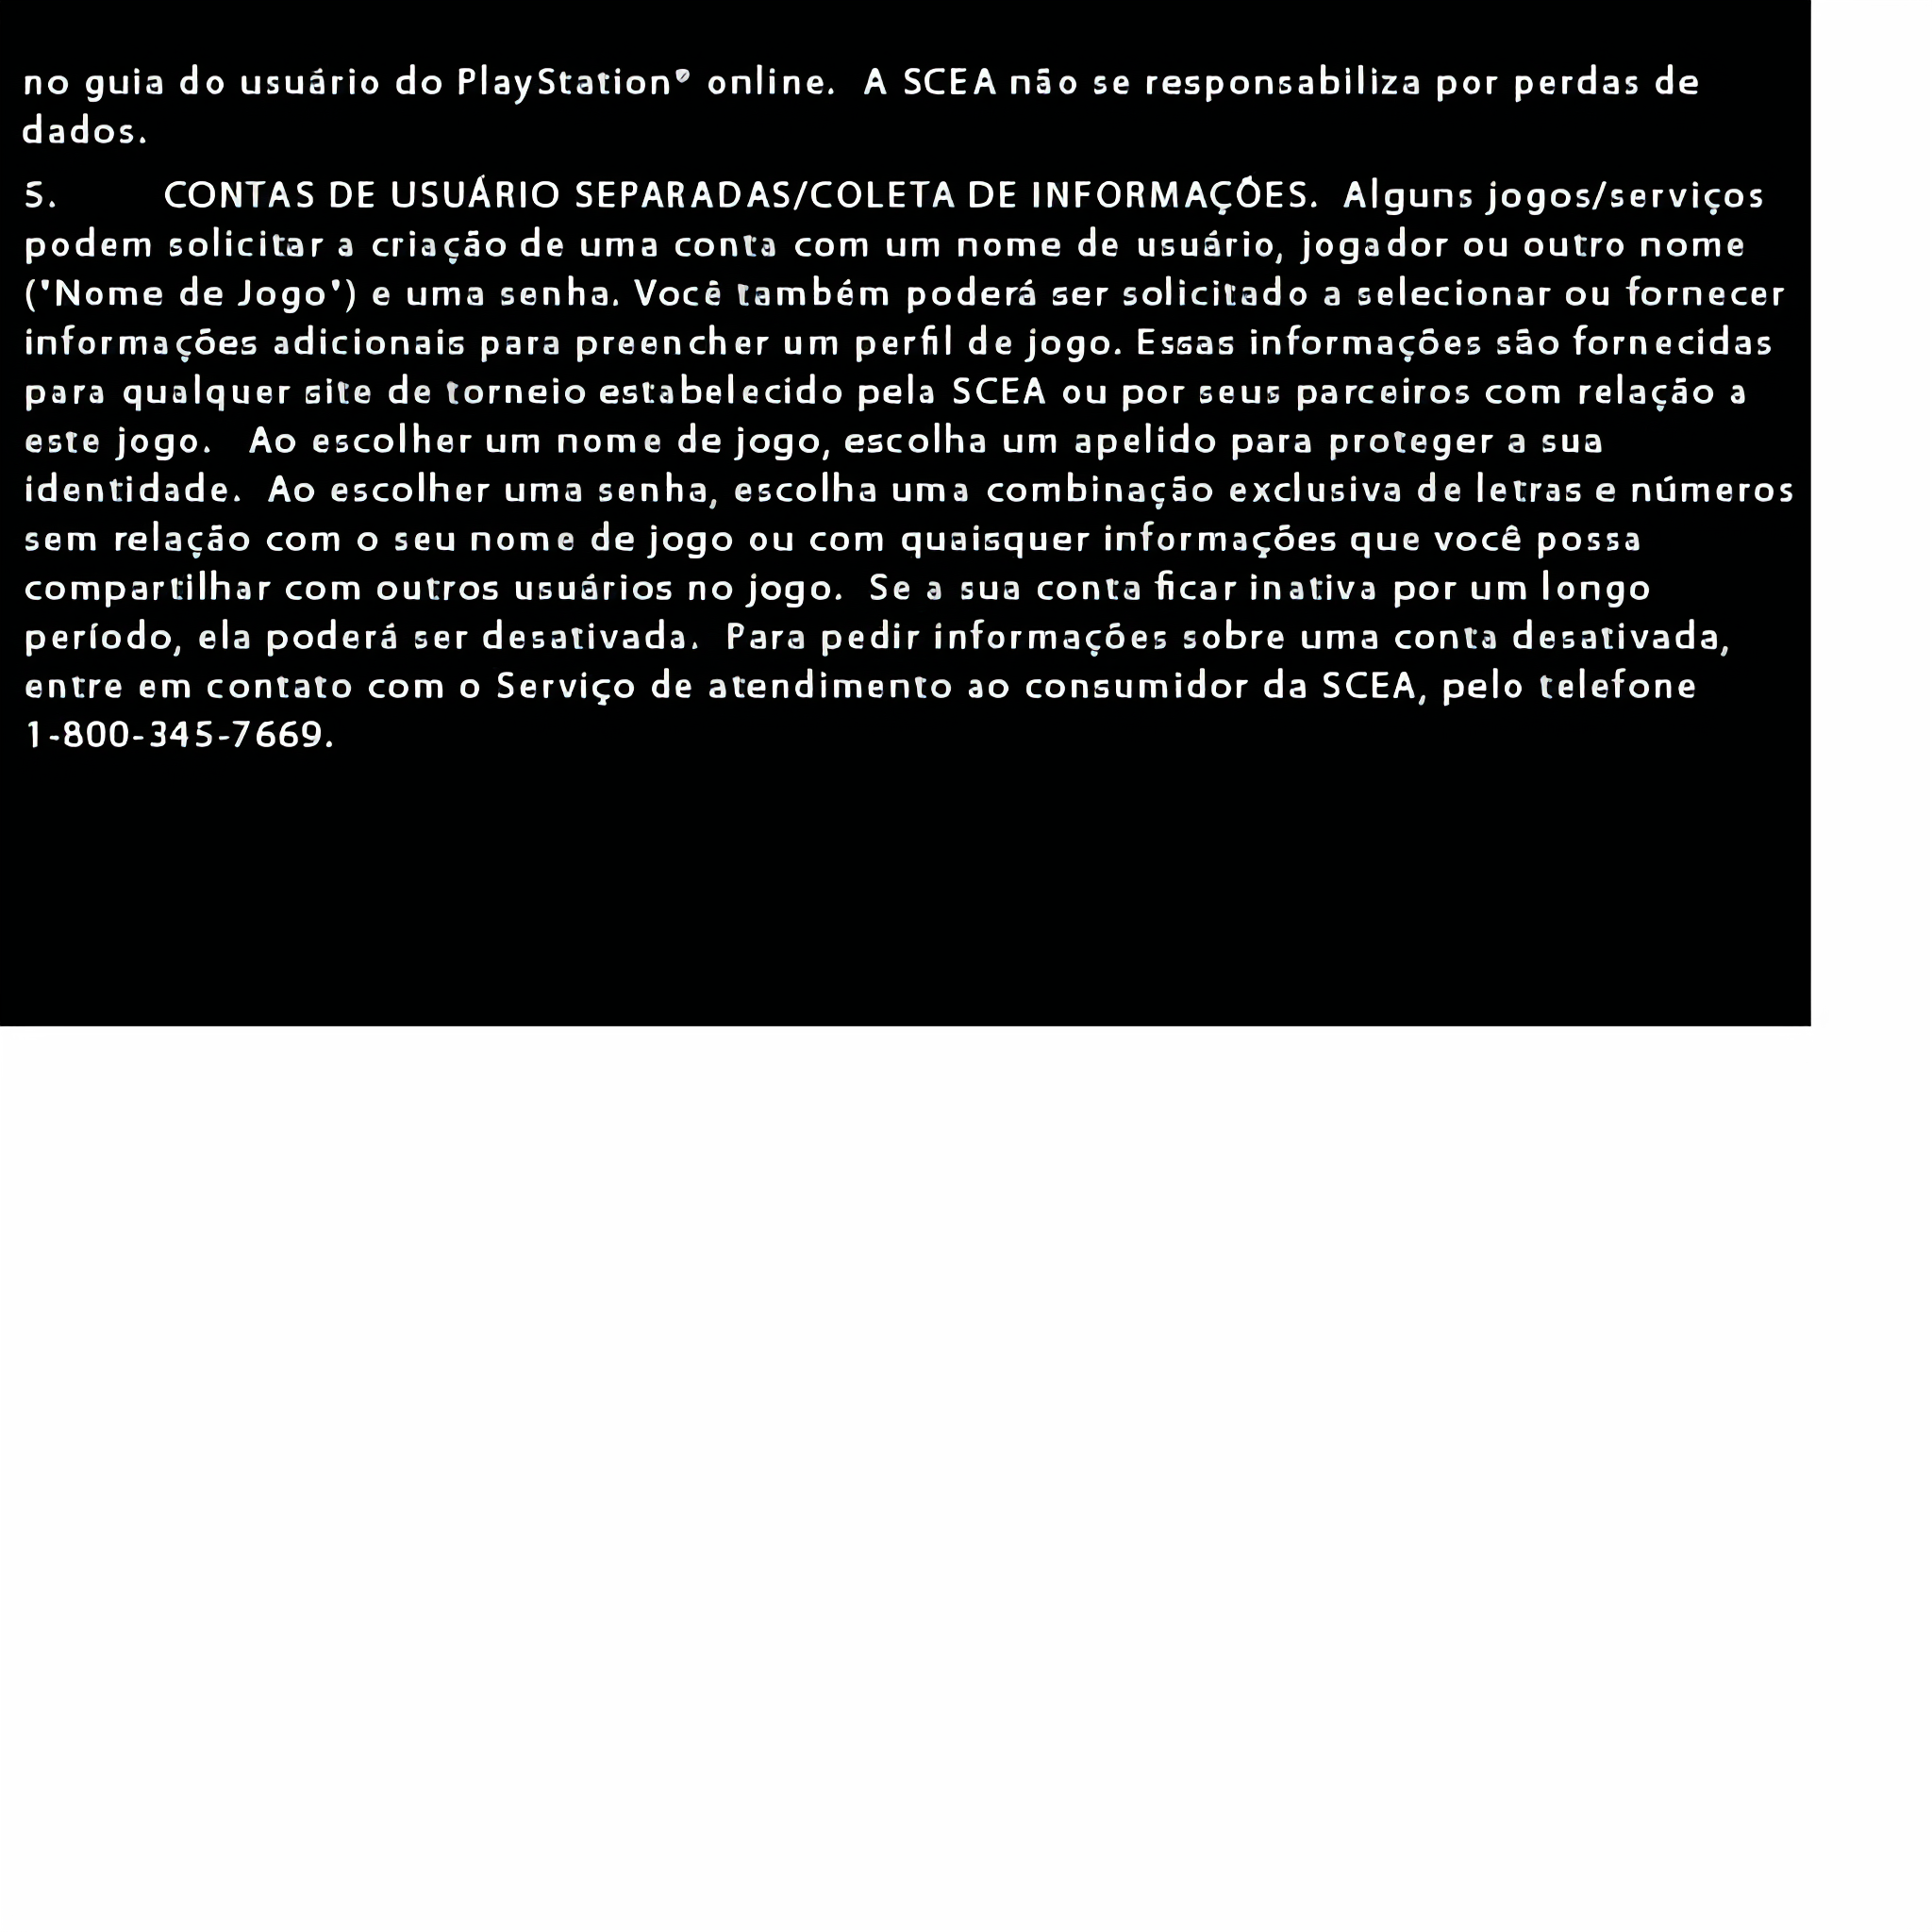 no guia do usuário do PlayStation® online.  A SCEA não se responsabiliza por perdas de
dados.
5.       CONTAS DE USUÁRIO SEPARADAS/COLETA DE INFORMAÇÕES.  Alguns jogos/serviços
podem solicitar a criação de uma conta com um nome de usuário, jogador ou outro nome
('Nome de Jogo') e uma senha. Você também poderá ser solicitado a selecionar ou fornecer
informações adicionais para preencher um perfil de jogo. Essas informações são fornecidas
para qualquer site de torneio estabelecido pela SCEA ou por seus parceiros com relação a
este jogo.   Ao escolher um nome de jogo, escolha um apelido para proteger a sua
identidade.  Ao escolher uma senha, escolha uma combinação exclusiva de letras e números
sem relação com o seu nome de jogo ou com quaisquer informações que você possa
compartilhar com outros usuários no jogo.  Se a sua conta ficar inativa por um longo
período, ela poderá ser desativada.  Para pedir informações sobre uma conta desativada,
entre em contato com o Serviço de atendimento ao consumidor da SCEA, pelo telefone
1-800-345-7669.